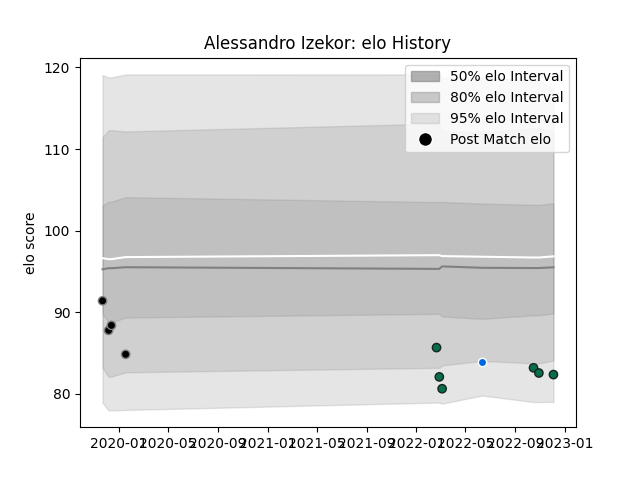 Alessandro Izekor: elo History
120
110
100
90
80
elo score
50% elo Interval
80% elo Interval
95% elo Interval
Post Match elo
2020-01 2020-05 2020-09 2021-01 2021-05 2021-09 2022-01 2022-05 2022-09 2023-01